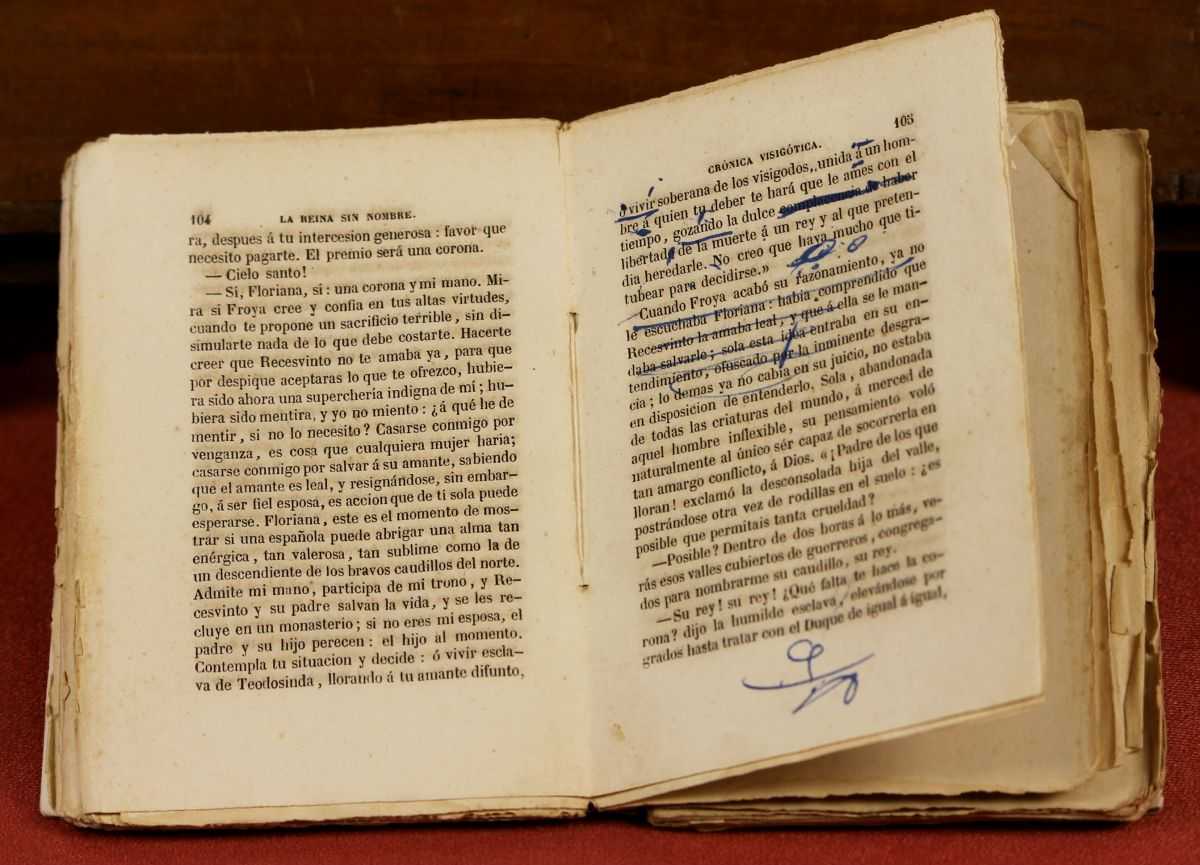 104
LA REINA SIN NOMBRE.
ra, despues á tu intercesion generosa: favor que
necesito pagarte. El premio será una corona.
— Cielo santo!
— Sí, Floriana, sí: una corona y mi mano. Mi-
ra si Froya cree y confia en tus altas virtudes,
cuando te propone un sacrificio terrible, sin di-
simularte nada de lo que debe costarte. Hacerte
creer que Recesvinto no te amaba ya, para que
por despique aceptaras lo que te ofrezco, hubie-
ra sido ahora una superchería indigna de mí; hu-
biera sido mentira, y yo no miento: ¿á qué he de
mentir, si no lo necesito? Casarse conmigo por
venganza, es cosa que cualquiera mujer haria;
casarse conmigo por salvar á su amante, sabiendo
que el amante es leal, y resignándose, sin embar-
go, á ser fiel esposa, es accion que de tí sola puede
esperarse. Floriana, este es el momento de mos-
trar si una española puede abrigar una alma tan
enérgica, tan valerosa, tan sublime como la de
un descendiente de los bravos caudillos del norte.
Admite mi mano, participa de mi trono, y Re-
cesvinto y su padre salvan la vida, y se les re-
cluye en un monasterio; si no eres mi esposa, el
padre y su hijo perecen: el hijo al momento.
Contempla tu situacion y decide: ó vivir escla-
va de Teodosinda, llorando á tu amante difunto,
105
CRÓNICA VISIGÓTICA.
ó vivir soberana de los visigodos, unida á un hom-
bre á quien tu deber te hará que le ames con el
tiempo, gozando la dulce complacencia de haber
libertado de la muerte á un rey y al que preten-
dia heredarle. No creo que haya mucho que ti-
tubear para decidirse.»
Cuando Froya acabó su razonamiento, ya no
le escuchaba Floriana: habia comprendido que
Recesvinto la amaba leal, y que á ella se le man-
daba salvarle; sola esta idea entraba en su en-
tendimiento, ofuscado por la inminente desgra-
cia; lo demas ya no cabia en su juicio, no estaba
en disposicion de entenderlo. Sola, abandonada
de todas las criaturas del mundo, á merced de
aquel hombre inflexible, su pensamiento voló
naturalmente al único sér capaz de socorrerla en
tan amargo conflicto, á Dios. «¡Padre de los que
lloran! exclamó la desconsolada hija del valle,
postrándose otra vez de rodillas en el suelo: ¿es
posible que permitais tanta crueldad?
—Posible? Dentro de dos horas á lo más, ve-
rás esos valles cubiertos de guerreros, congrega-
dos para nombrarme su caudillo, su rey.
—Su rey! su rey! ¿Qué falta te hace la co-
rona? dijo la humilde esclava, elevándose por
grados hasta tratar con el Duque de igual á igual,